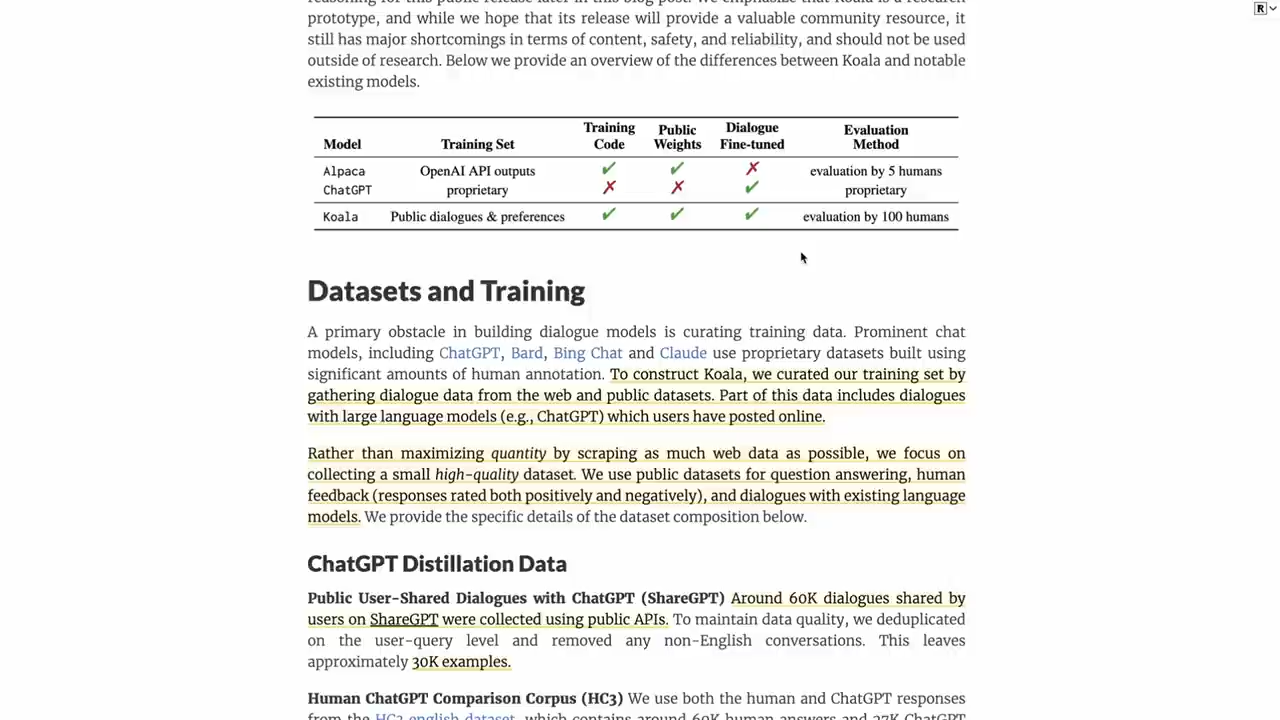 reasoning for this public release later in this blog post. We emphasize that Koala is a research
prototype, and while we hope that its release will provide a valuable community resource, it
still has major shortcomings in terms of content, safety, and reliability, and should not be used
outside of research. Below we provide an overview of the differences between Koala and notable
existing models.
Model Training Set Training Code Public Weights Dialogue Fine-tuned Evaluation Method
Alpaca OpenAI API outputs ✓ ✓ ✗ evaluation by 5 humans
ChatGPT proprietary ✗ ✗ ✓ proprietary
Koala Public dialogues & preferences ✓ ✓ ✓ evaluation by 100 humans
Datasets and Training
A primary obstacle in building dialogue models is curating training data. Prominent chat
models, including ChatGPT, Bard, Bing Chat and Claude use proprietary datasets built using
significant amounts of human annotation. To construct Koala, we curated our training set by
gathering dialogue data from the web and public datasets. Part of this data includes dialogues
with large language models (e.g., ChatGPT) which users have posted online.
Rather than maximizing quantity by scraping as much web data as possible, we focus on
collecting a small high-quality dataset. We use public datasets for question answering, human
feedback (responses rated both positively and negatively), and dialogues with existing language
models. We provide the specific details of the dataset composition below.
ChatGPT Distillation Data
Public User-Shared Dialogues with ChatGPT (ShareGPT) Around 60K dialogues shared by
users on ShareGPT were collected using public APIs. To maintain data quality, we deduplicated
on the user-query level and removed any non-English conversations. This leaves
approximately 30K examples.
Human ChatGPT Comparison Corpus (HC3) We use both the human and ChatGPT responses
from the HC3 english dataset, which contains around 60K human answers and 27K ChatGPT
R